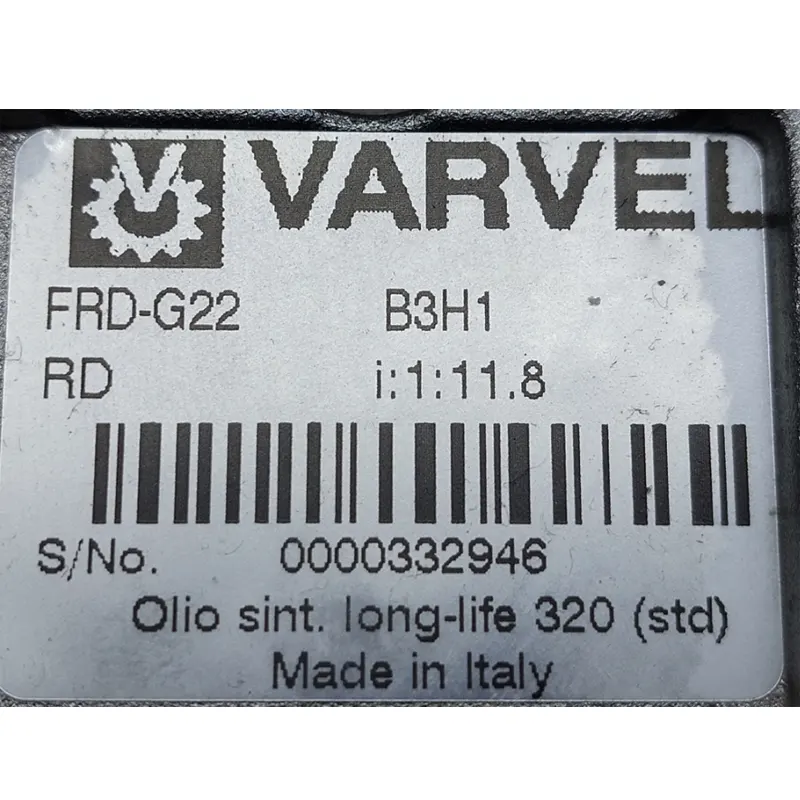 VARVEL
FRD-G22 B3H1
RD i:1:11.8
S/No. 0000332946
Olio sint. long-life 320 (std)
Made in Italy